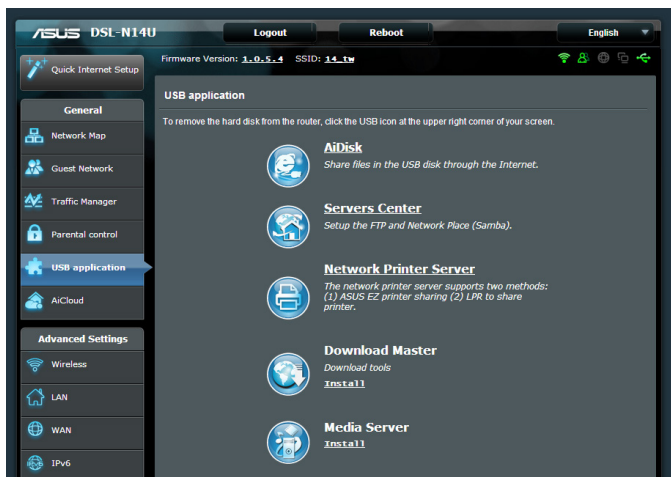 ASUS DSL-N14U
Logout
Reboot
English
Quick Internet Setup
Firmware Version: 1.0.5.4 SSID: 14_tw
General
Network Map
Guest Network
Traffic Manager
Parental control
USB application
AiCloud
Advanced Settings
Wireless
LAN
WAN
IPv6
USB application
To remove the hard disk from the router, click the USB icon at the upper right corner of your screen.
AiDisk
Share files in the USB disk through the Internet.
Servers Center
Setup the FTP and Network Place (Samba).
Network Printer Server
The network printer server supports two methods:
(1) ASUS EZ printer sharing (2) LPR to share
printer.
Download Master
Download tools
Install
Media Server
Install